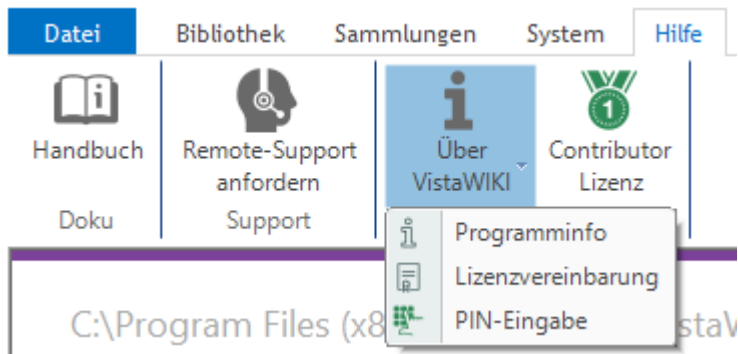 Datei Bibliothek Sammlungen System Hilfe
Handbuch
Remote-Support
anfordern
Über
VistaWIKI
1
Contributor
Lizenz
Doku Support
Programminfo
Lizenzvereinbarung
PIN-Eingabe
C:\Program Files (x8